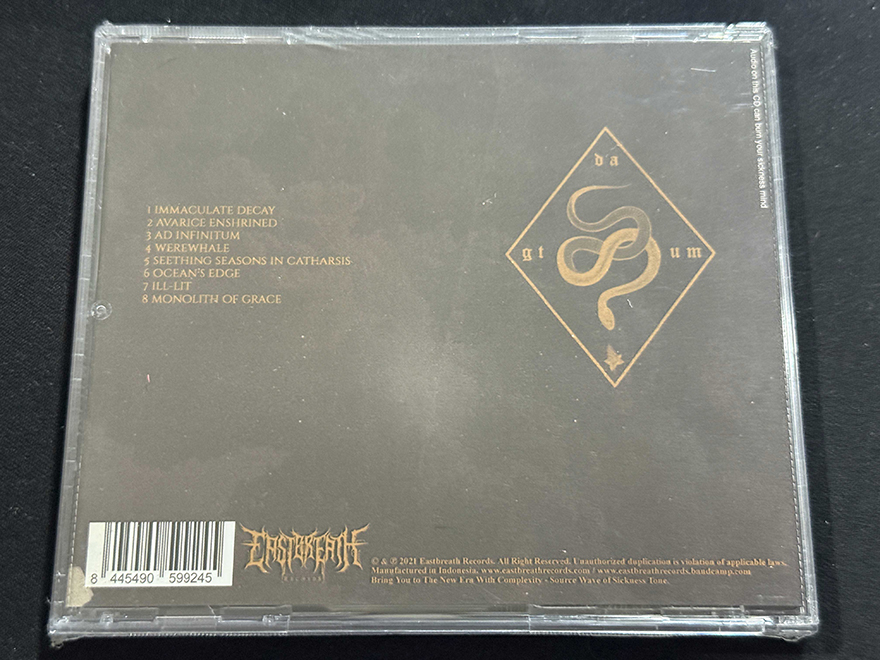 Audio on this CD can burn your sickness mind
1 IMMACULATE DECAY
2 AVARICE ENSHRINED
3 AD INFINITUM
4 WEREWHALE
5 SEETHING SEASONS IN CATHARSIS
6 OCEAN'S EDGE
7 ILL-LIT
8 MONOLITH OF GRACE
da
gt um
8 445490 599245
EASTBREATH
RECORDS
© & ℗ 2021 Eastbreath Records. All Right Reserved. Unauthorized duplication is violation of applicable laws.
Manufactured in Indonesia. www.eastbreathrecords.com // www.eastbreathrecords.bandcamp.com
Bring You to The New Era With Complexity - Source Wave of Sickness Tone.